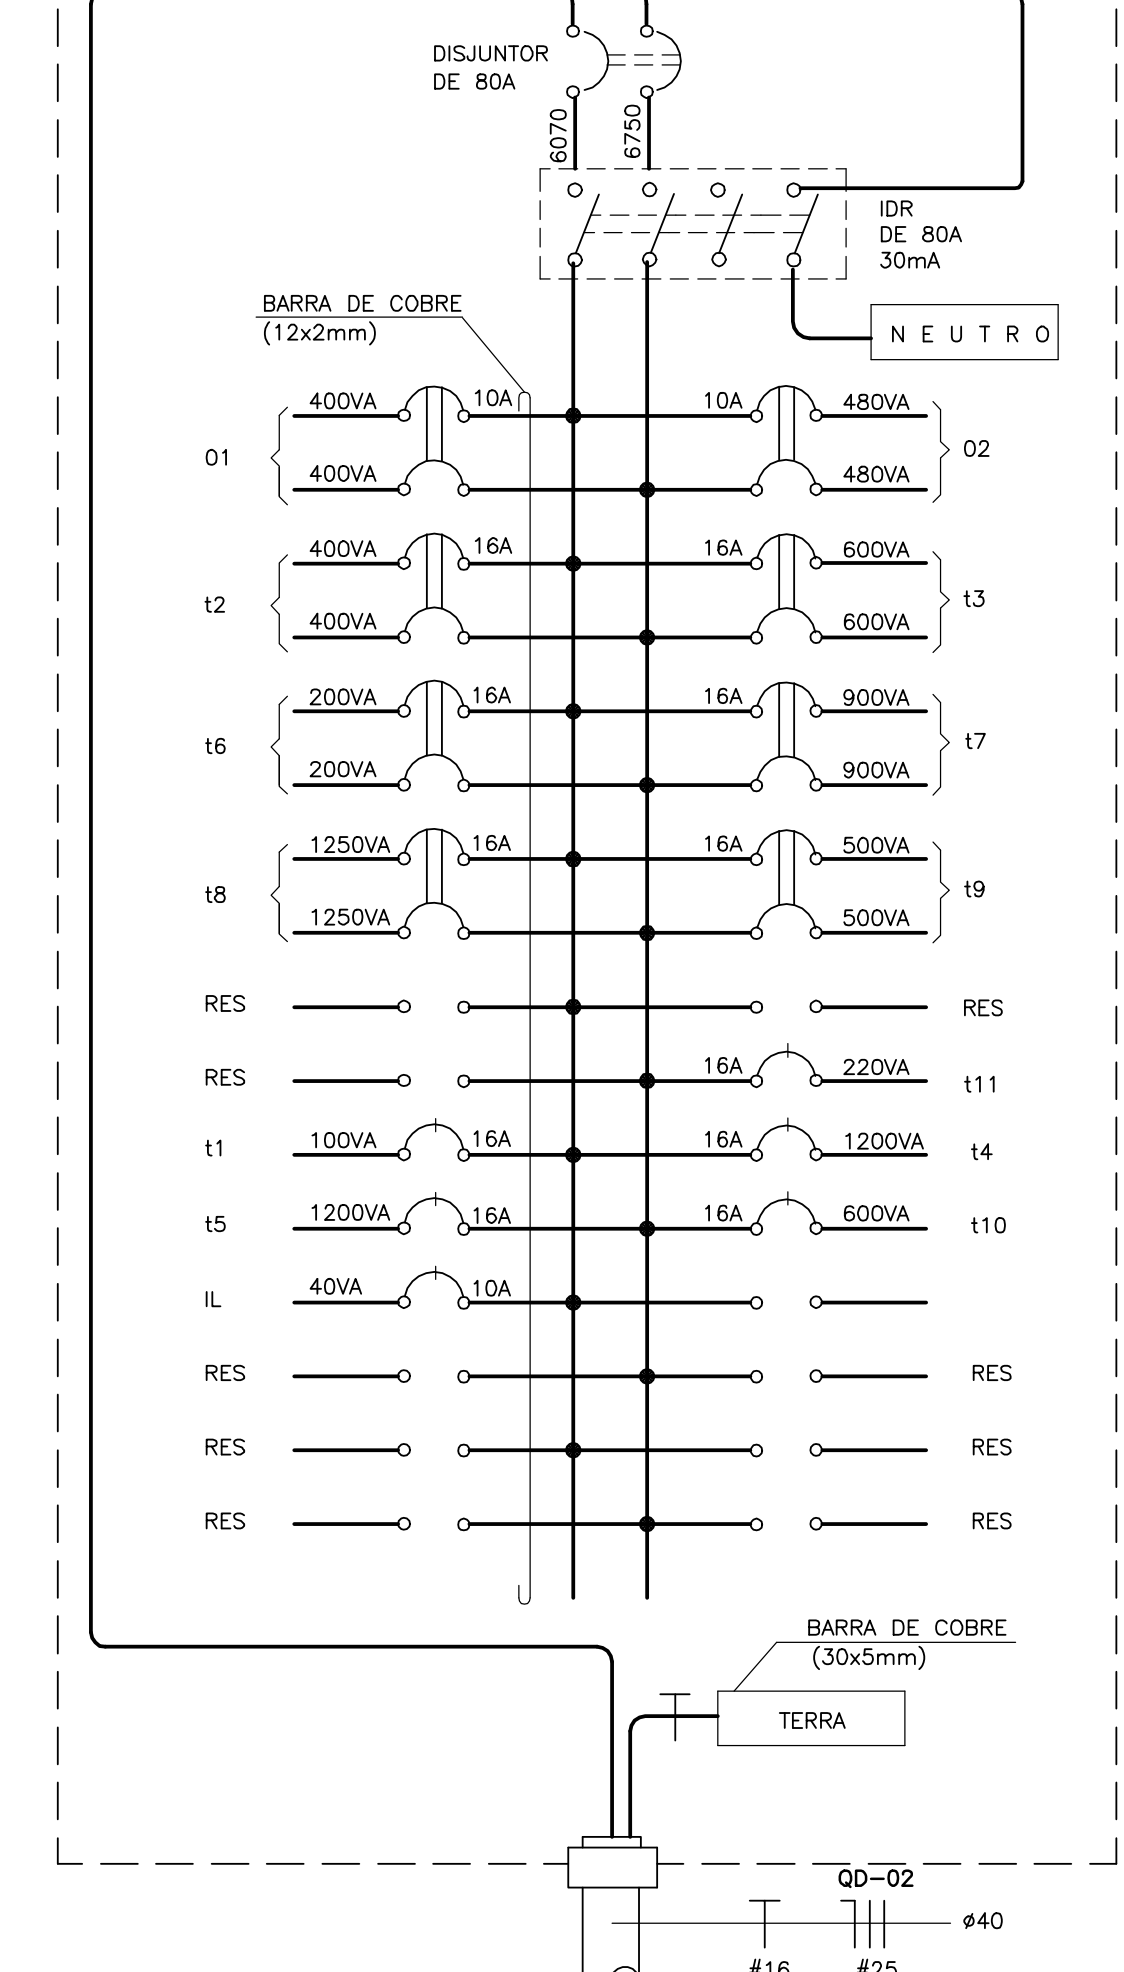 DISJUNTOR
DE 80A
6070
6750
IDR
DE 80A
30mA
BARRA DE COBRE
(12x2mm)
NEUTRO
400VA 10A 10A 480VA
01 02
400VA 480VA
400VA 16A 16A 600VA
t2 t3
400VA 600VA
200VA 16A 16A 900VA
t6 t7
200VA 900VA
1250VA 16A 16A 500VA
t8 t9
1250VA 500VA
RES RES
RES 16A 220VA t11
t1 100VA 16A 16A 1200VA t4
t5 1200VA 16A 16A 600VA t10
IL 40VA 10A
RES RES
RES RES
RES RES
BARRA DE COBRE
(30x5mm)
TERRA
QD-02
ø40
#16 #25